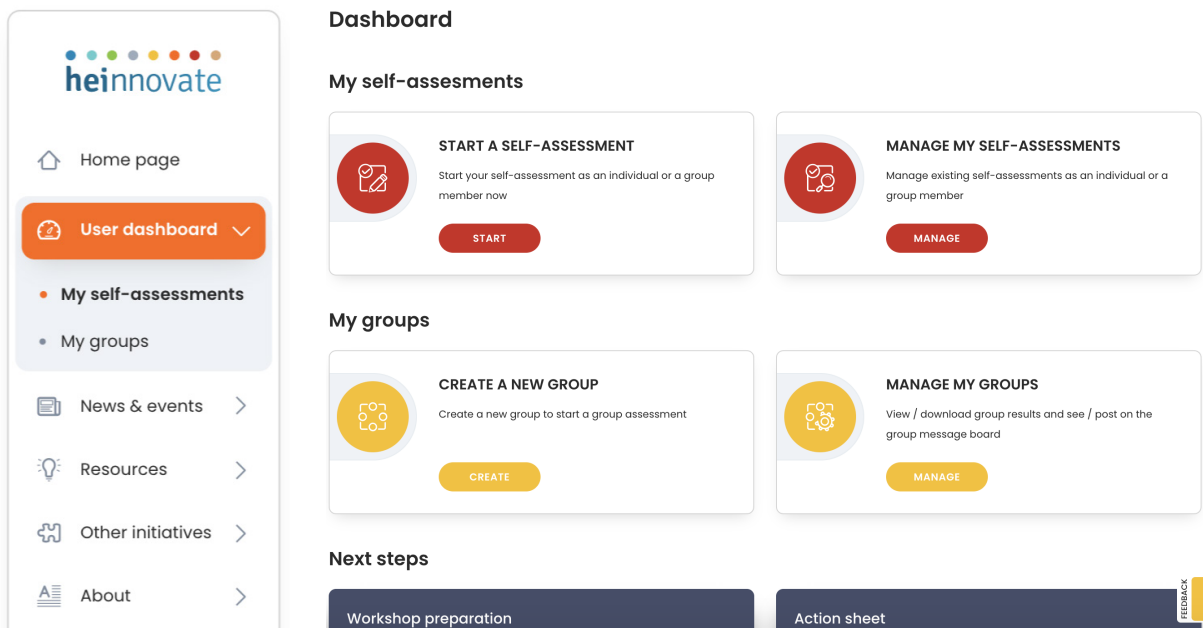 heinnovate
Home page
User dashboard
My self-assessments
My groups
News & events
Resources
Other initiatives
About
Dashboard
My self-assesments
START A SELF-ASSESSMENT
Start your self-assessment as an individual or a group
member now
START
MANAGE MY SELF-ASSESSMENTS
Manage existing self-assessments as an individual or a
group member
MANAGE
My groups
CREATE A NEW GROUP
Create a new group to start a group assessment
CREATE
MANAGE MY GROUPS
View / download group results and see / post on the
group message board
MANAGE
Next steps
Workshop preparation
Action sheet
FEEDBACK